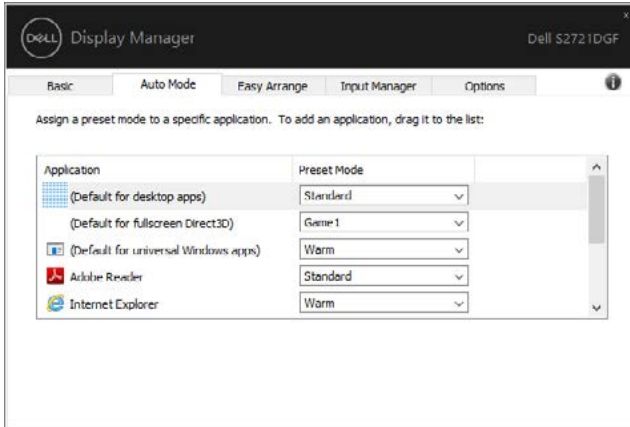 x
DELL Display Manager
Dell S2721DGF
Basic Auto Mode Easy Arrange Input Manager Options
Assign a preset mode to a specific application. To add an application, drag it to the list:
Application Preset Mode
(Default for desktop apps) Standard
(Default for fullscreen Direct3D) Game1
(Default for universal Windows apps) Warm
Adobe Reader Standard
Internet Explorer Warm